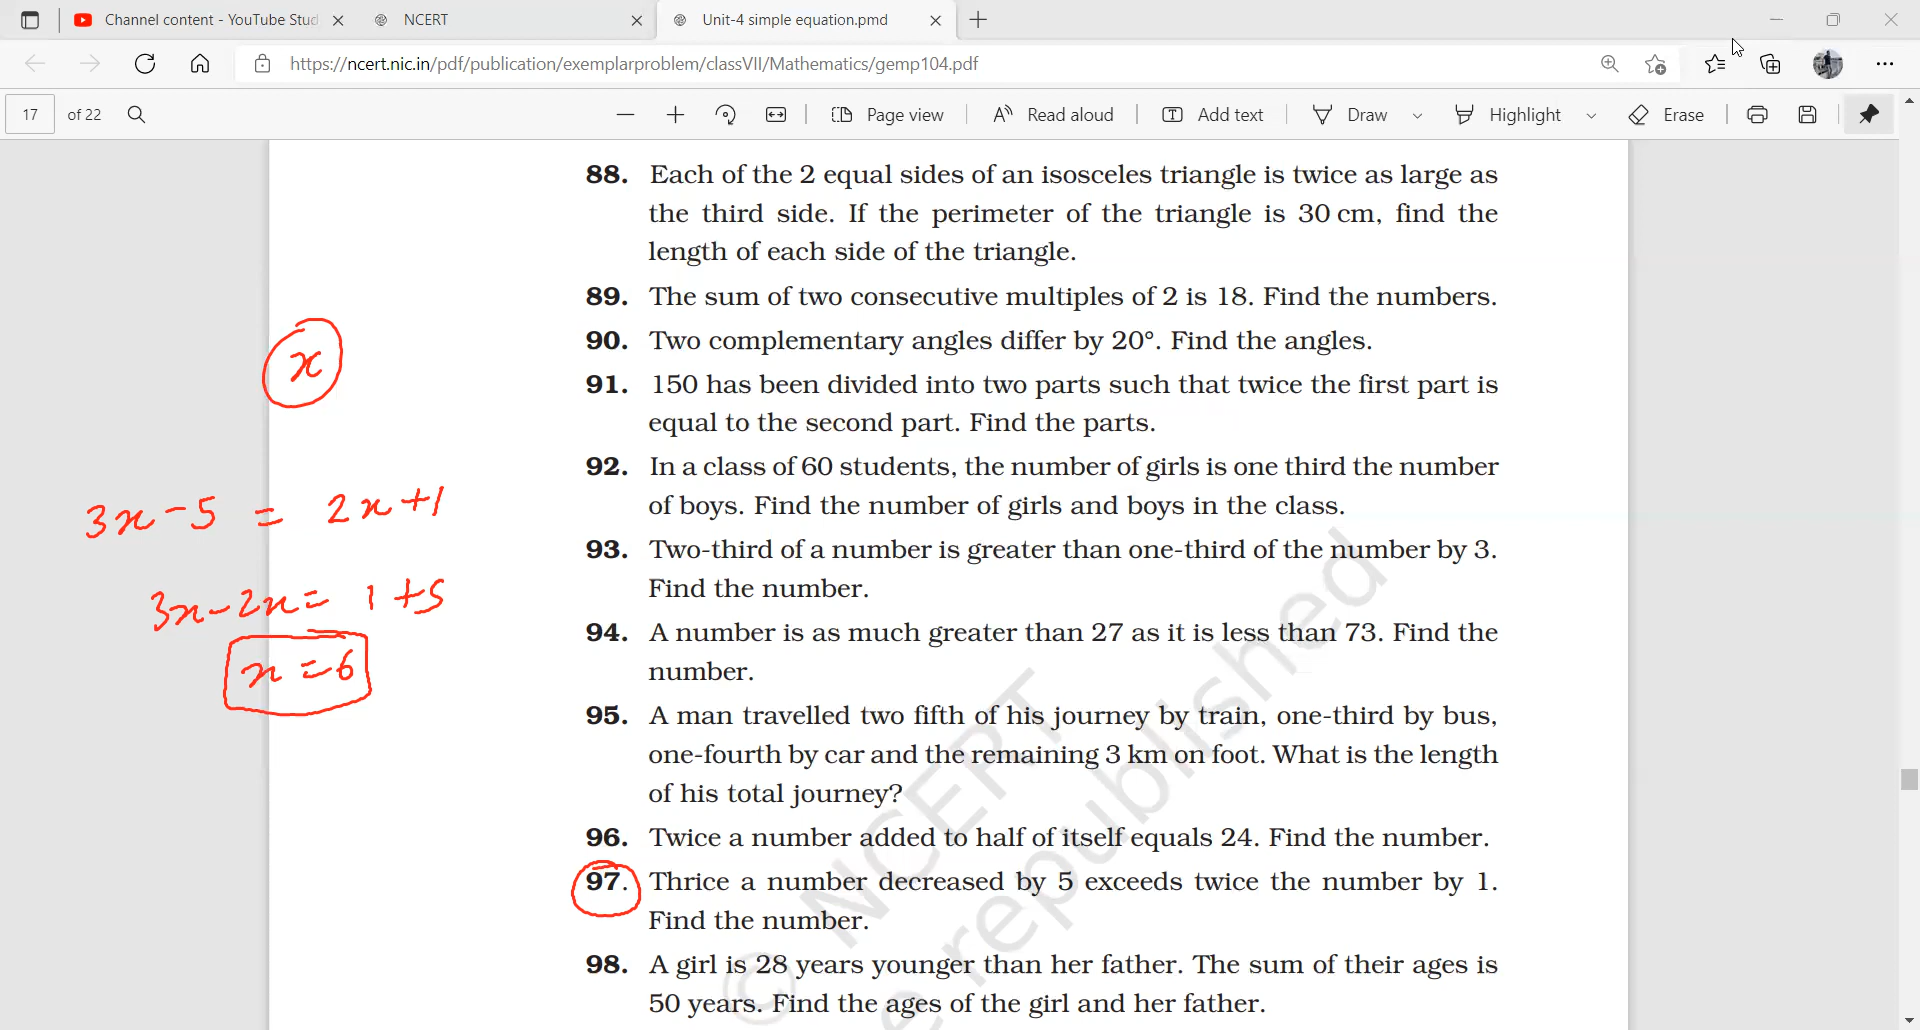 Channel content - YouTube Stud
NCERT
Unit-4 simple equation.pmd
https://ncert.nic.in/pdf/publication/exemplarproblem/classVII/Mathematics/gemp104.pdf
17 of 22
Page view
Read aloud
Add text
Draw
Highlight
Erase
88. Each of the 2 equal sides of an isosceles triangle is twice as large as
the third side. If the perimeter of the triangle is 30 cm, find the
length of each side of the triangle.
89. The sum of two consecutive multiples of 2 is 18. Find the numbers.
90. Two complementary angles differ by 20°. Find the angles.
91. 150 has been divided into two parts such that twice the first part is
equal to the second part. Find the parts.
92. In a class of 60 students, the number of girls is one third the number
of boys. Find the number of girls and boys in the class.
93. Two-third of a number is greater than one-third of the number by 3.
Find the number.
94. A number is as much greater than 27 as it is less than 73. Find the
number.
95. A man travelled two fifth of his journey by train, one-third by bus,
one-fourth by car and the remaining 3 km on foot. What is the length
of his total journey?
96. Twice a number added to half of itself equals 24. Find the number.
97. Thrice a number decreased by 5 exceeds twice the number by 1.
Find the number.
98. A girl is 28 years younger than her father. The sum of their ages is
50 years. Find the ages of the girl and her father.
x
3x - 5 = 2x + 1
3x - 2x = 1 + 5
x = 6
© NCERT
e republished